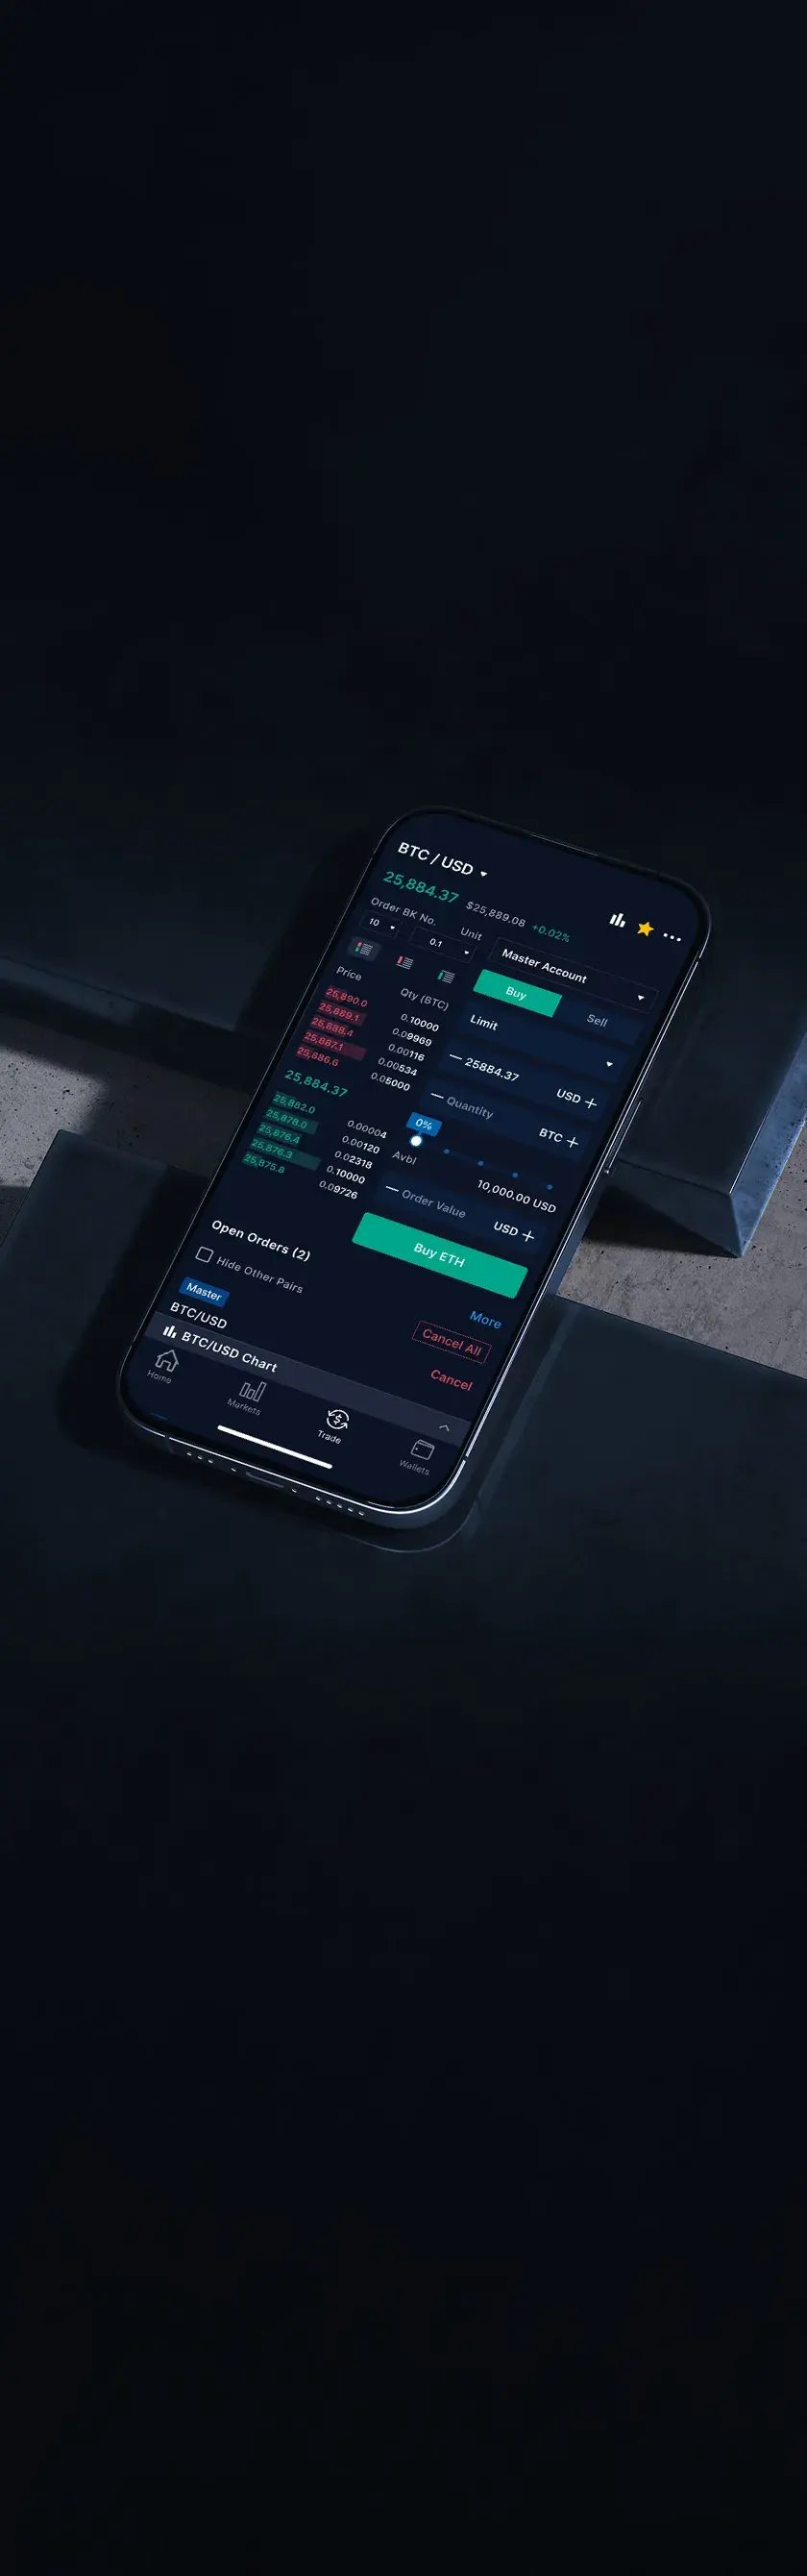 BTC / USD
25,884.37 $25,889.08 +0.02%
Order BK No. Unit
10 0.1
Master Account
Buy Sell
Limit
25884.37 USD
Quantity BTC
0%
Avbl
10,000.00 USD
Order Value USD
Buy ETH
Price Qty (BTC)
25,890.0 0.10000
25,889.1 0.09969
25,888.4 0.00116
25,887.1 0.00534
25,886.6 0.05000
25,884.37
25,882.0 0.00004
25,878.0 0.00120
25,876.4 0.02318
25,876.3 0.10000
25,875.8 0.09726
Open Orders (2)
Hide Other Pairs
More
Cancel All
Master
BTC/USD
Cancel
BTC/USD Chart
Home
Markets
Trade
Wallets